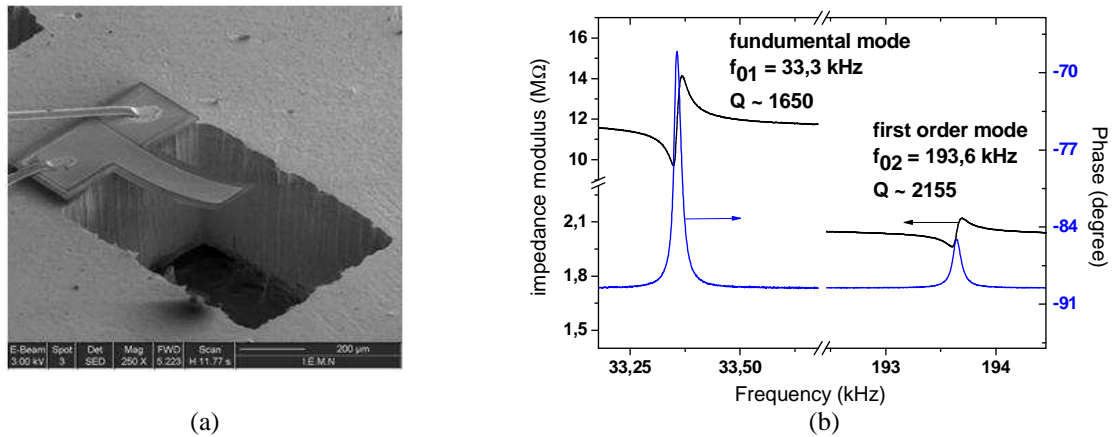 E-Beam Spot Det Mag FWD Scan 200 µm
3.00 kV 3 SED 250 X 5.223 H 11.77 s I.E.M.N
(a)
fundumental mode
f01 = 33,3 kHz
Q ~ 1650
first order mode
f02 = 193,6 kHz
Q ~ 2155
impedance modulus (MΩ)
16
14
12
10
2,1
1,8
1,5
-70
-77
-84
-91
Phase (degree)
33,25 33,50 193 194
Frequency (kHz)
(b)